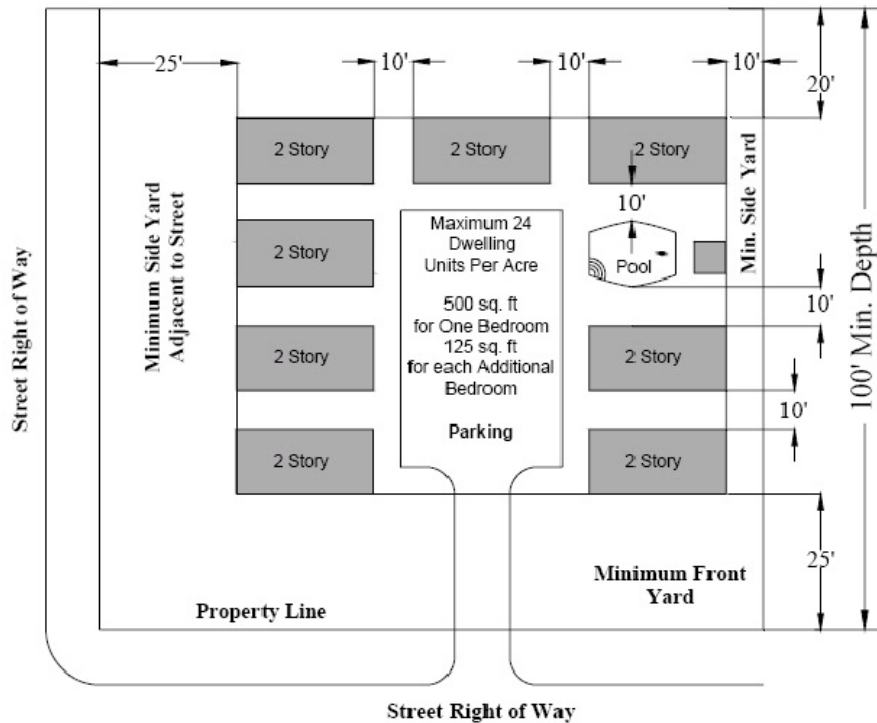 25'
10'
10'
10'
20'
2 Story
2 Story
2 Story
10'
Maximum 24
Dwelling
Units Per Acre
500 sq. ft
for One Bedroom
125 sq. ft
for each Additional
Bedroom
Parking
2 Story
Pool
Min. Side Yard
10'
Street Right of Way
Minimum Side Yard
Adjacent to Street
100' Min. Depth
2 Story
2 Story
10'
2 Story
2 Story
25'
Minimum Front
Yard
Property Line
Street Right of Way